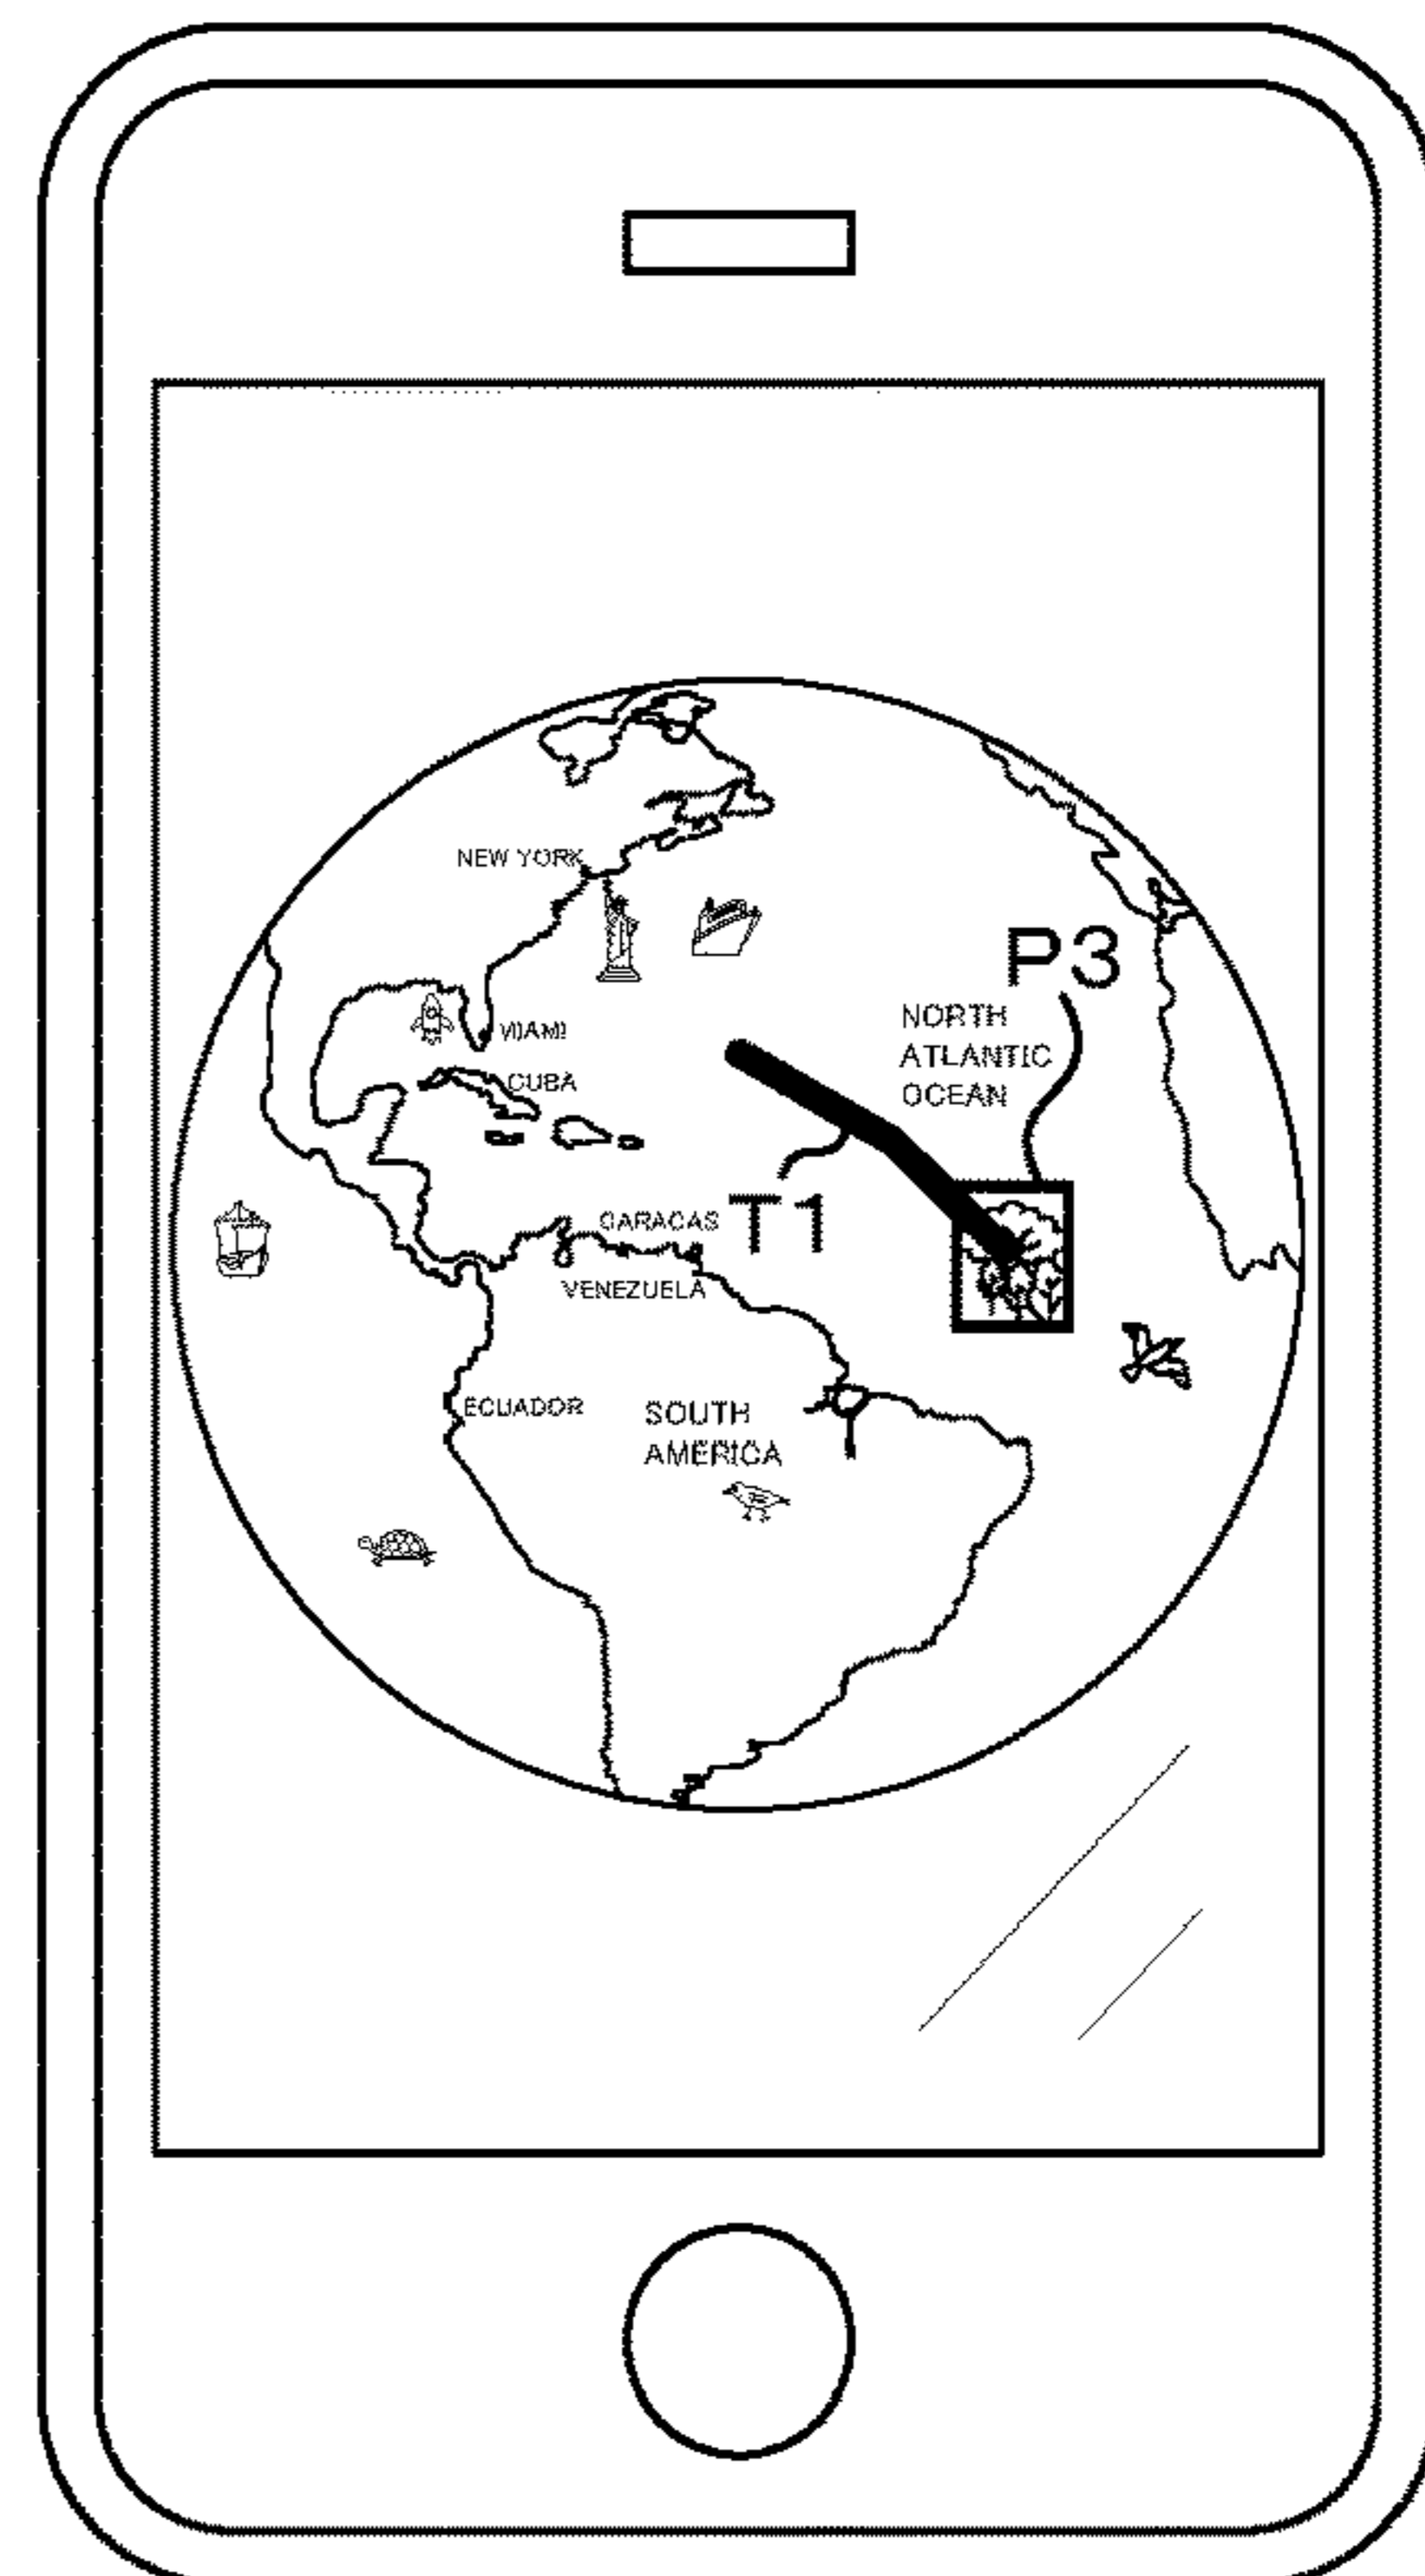 NEW YORK
P3
NORTH
ATLANTIC
OCEAN
MIAMI
CUBA
T1
CARACAS
VENEZUELA
ECUADOR
SOUTH
AMERICA